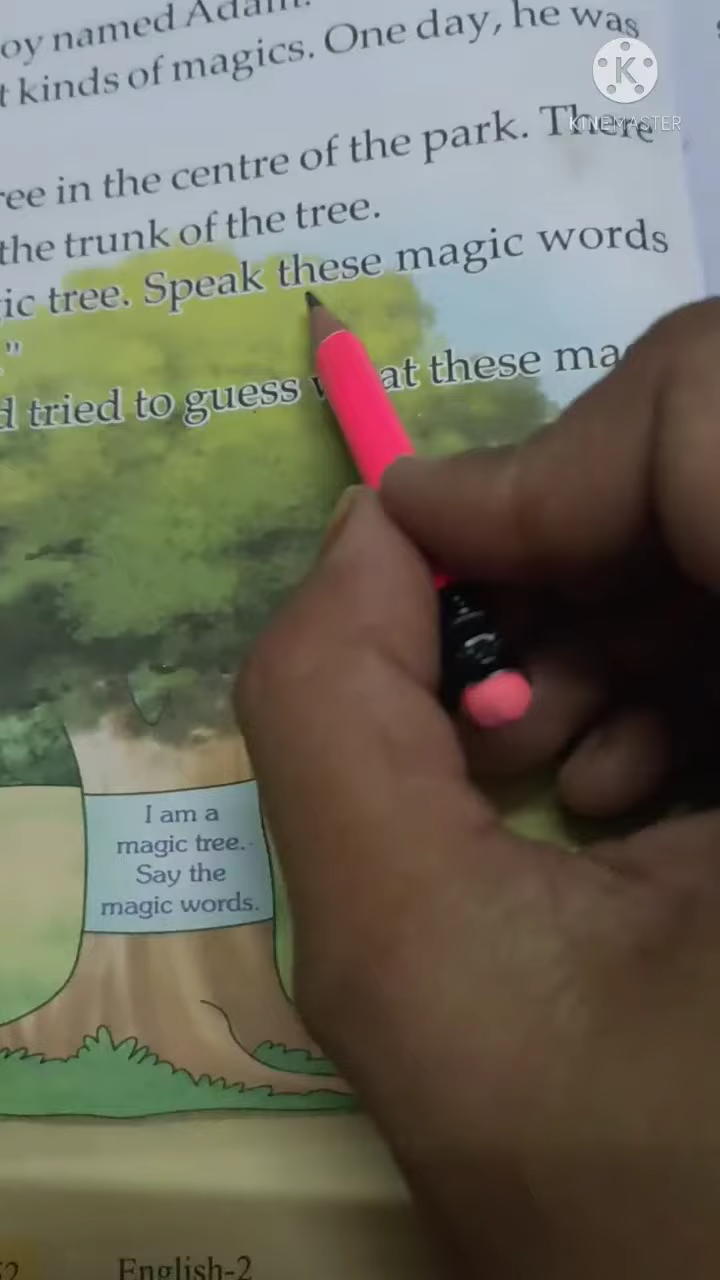 oy named Adam.
t kinds of magics. One day, he was
KINEMASTER
ree in the centre of the park. There
the trunk of the tree.
ic tree. Speak these magic words
."
d tried to guess at these ma
I am a
magic tree.
Say the
magic words.
52 English-2